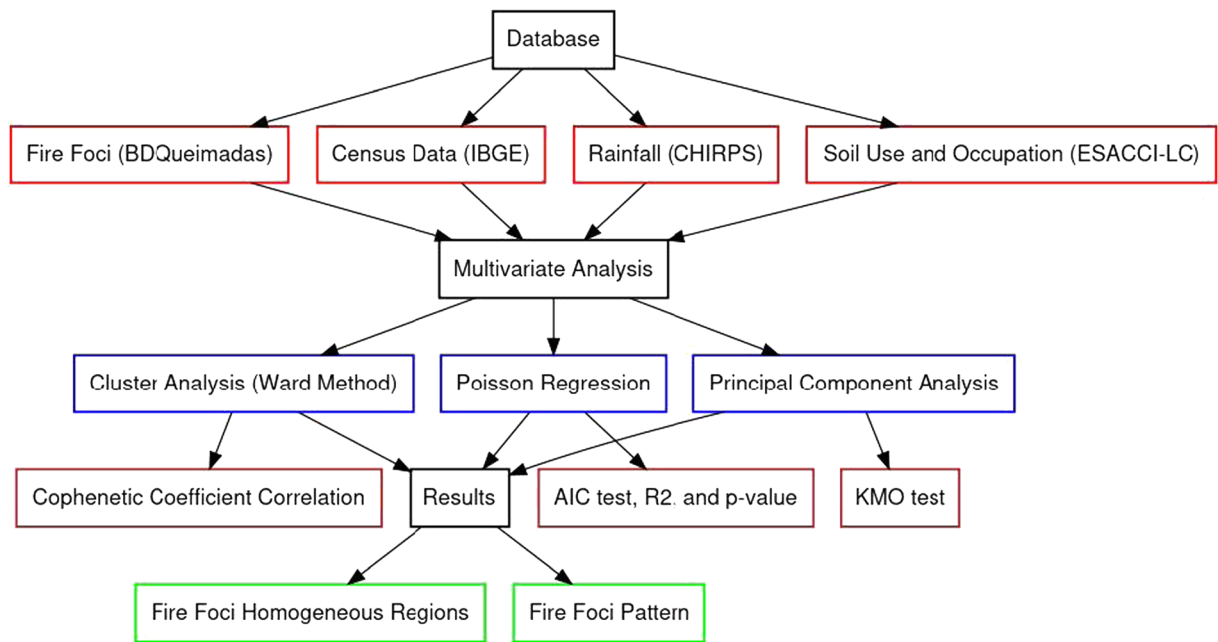 Database
Fire Foci (BDQueimadas)
Census Data (IBGE)
Rainfall (CHIRPS)
Soil Use and Occupation (ESACCI-LC)
Multivariate Analysis
Cluster Analysis (Ward Method)
Poisson Regression
Principal Component Analysis
Cophenetic Coefficient Correlation
Results
AIC test, R2, and p-value
KMO test
Fire Foci Homogeneous Regions
Fire Foci Pattern